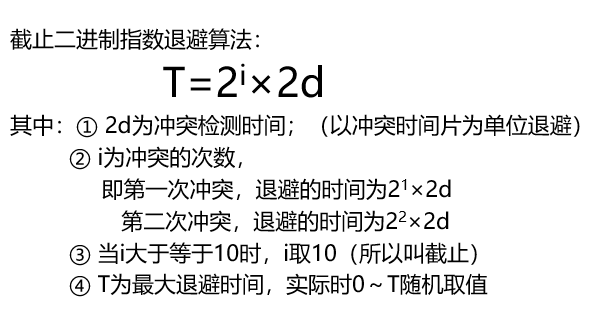 截止二进制指数退避算法：
T=2ⁱ×2d
其中：① 2d为冲突检测时间；（以冲突时间片为单位退避）
② i为冲突的次数，
即第一次冲突，退避的时间为2¹×2d
第二次冲突，退避的时间为2²×2d
③ 当i大于等于10时，i取10（所以叫截止）
④ T为最大退避时间，实际时0～T随机取值